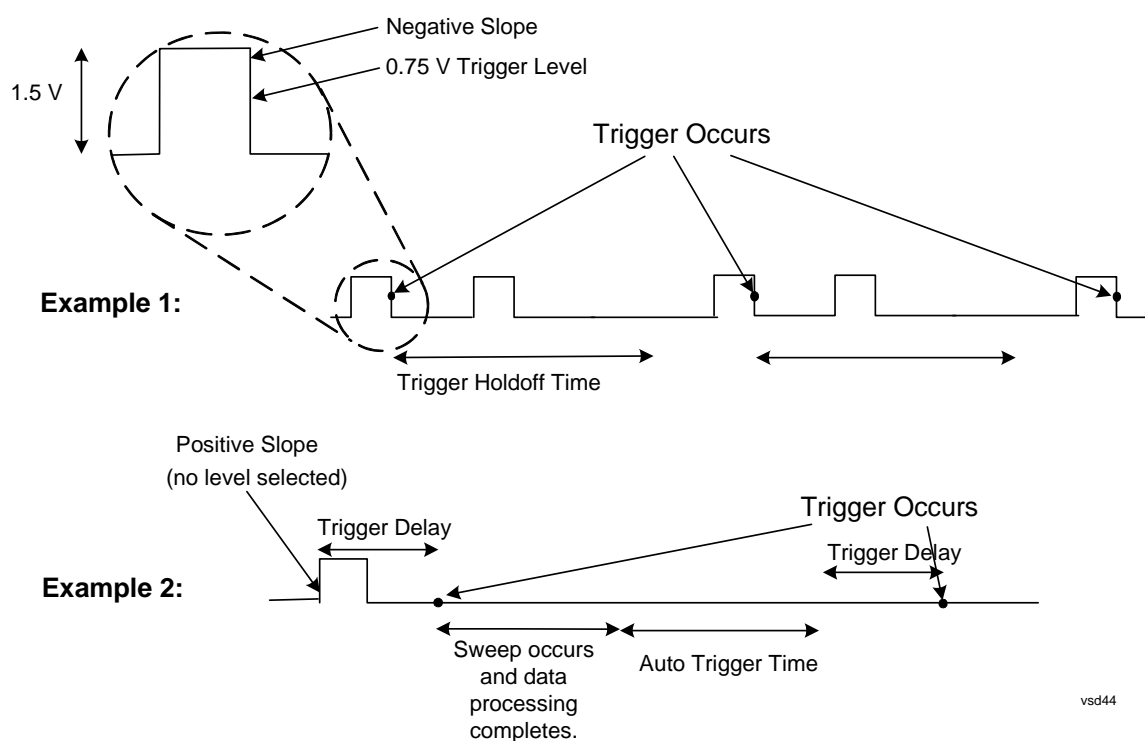 Negative Slope
0.75 V Trigger Level
1.5 V
Trigger Occurs
Example 1:
Trigger Holdoff Time
Positive Slope
(no level selected)
Trigger Delay
Trigger Occurs
Trigger Delay
Example 2:
Sweep occurs
and data
processing
completes.
Auto Trigger Time
vsd44